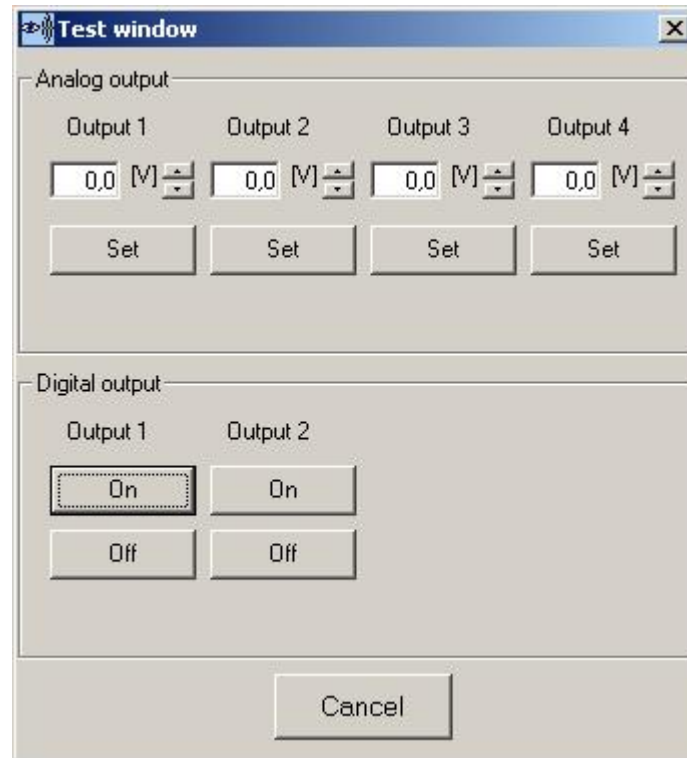 Test window
Analog output
Output 1 Output 2 Output 3 Output 4
0,0 [V] 0,0 [V] 0,0 [V] 0,0 [V]
Set Set Set Set
Digital output
Output 1 Output 2
On On
Off Off
Cancel